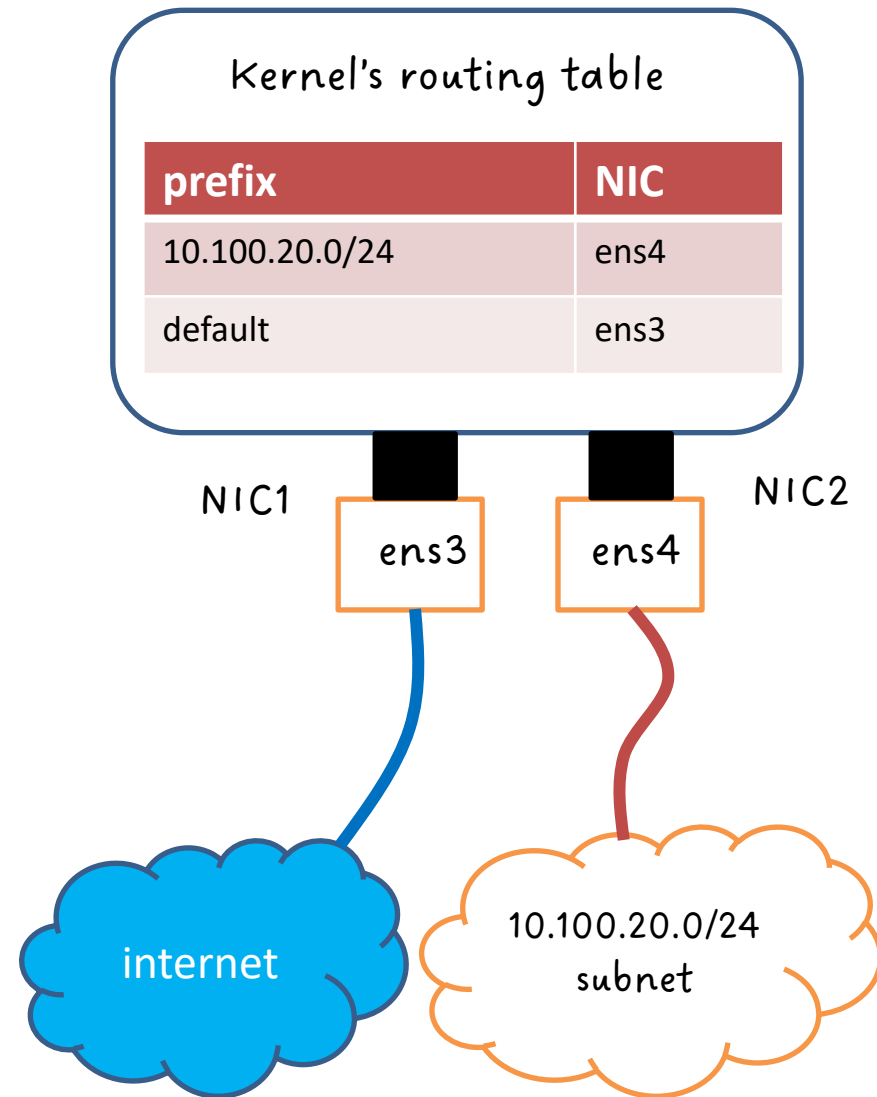 Kernel's routing table
prefix NIC
10.100.20.0/24 ens4
default ens3
NIC1
NIC2
ens3
ens4
internet
10.100.20.0/24
subnet